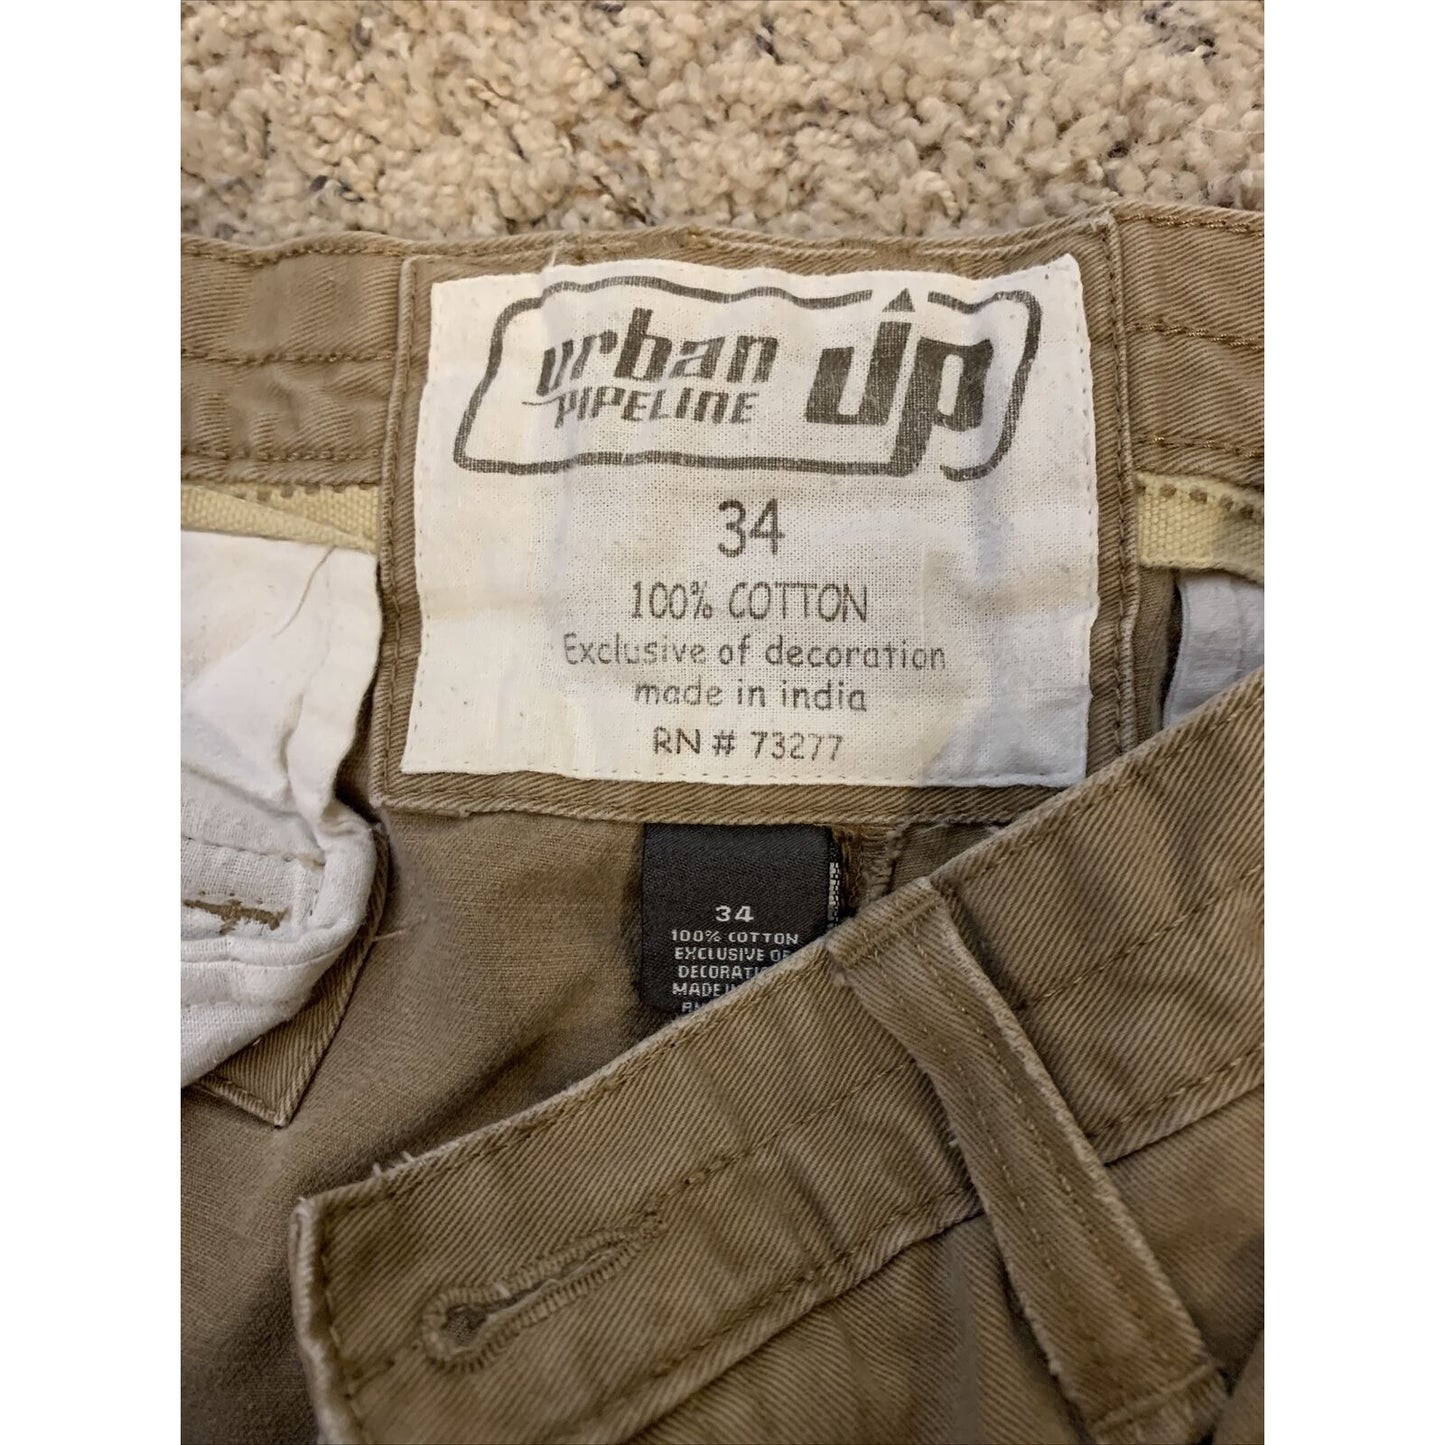 urban UP
PIPELINE
34
100% COTTON
Exclusive of decoration
made in india
RN # 73277
34
100% COTTON
EXCLUSIVE OF
MADE